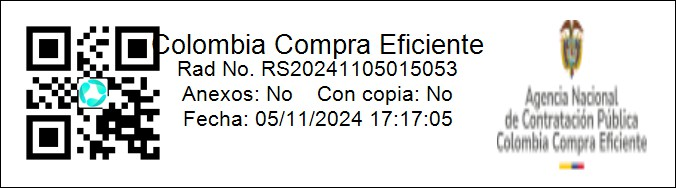 Colombia Compra Eficiente
Rad No. RS20241105015053
Anexos: No Con copia: No
Fecha: 05/11/2024 17:17:05
Agencia Nacional
de Contratación Pública
Colombia Compra Eficiente